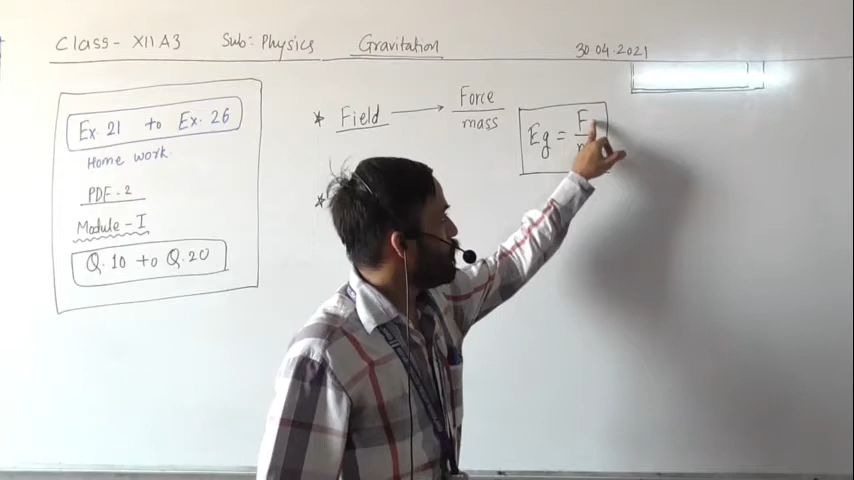 Class- XII A3 Sub: Physics Gravitation 30.04.2021
Ex. 21 to Ex. 26
Home work.
PDF-2
Module-I
Q.10 to Q.20
* Field → Force
mass
Eg = F
*